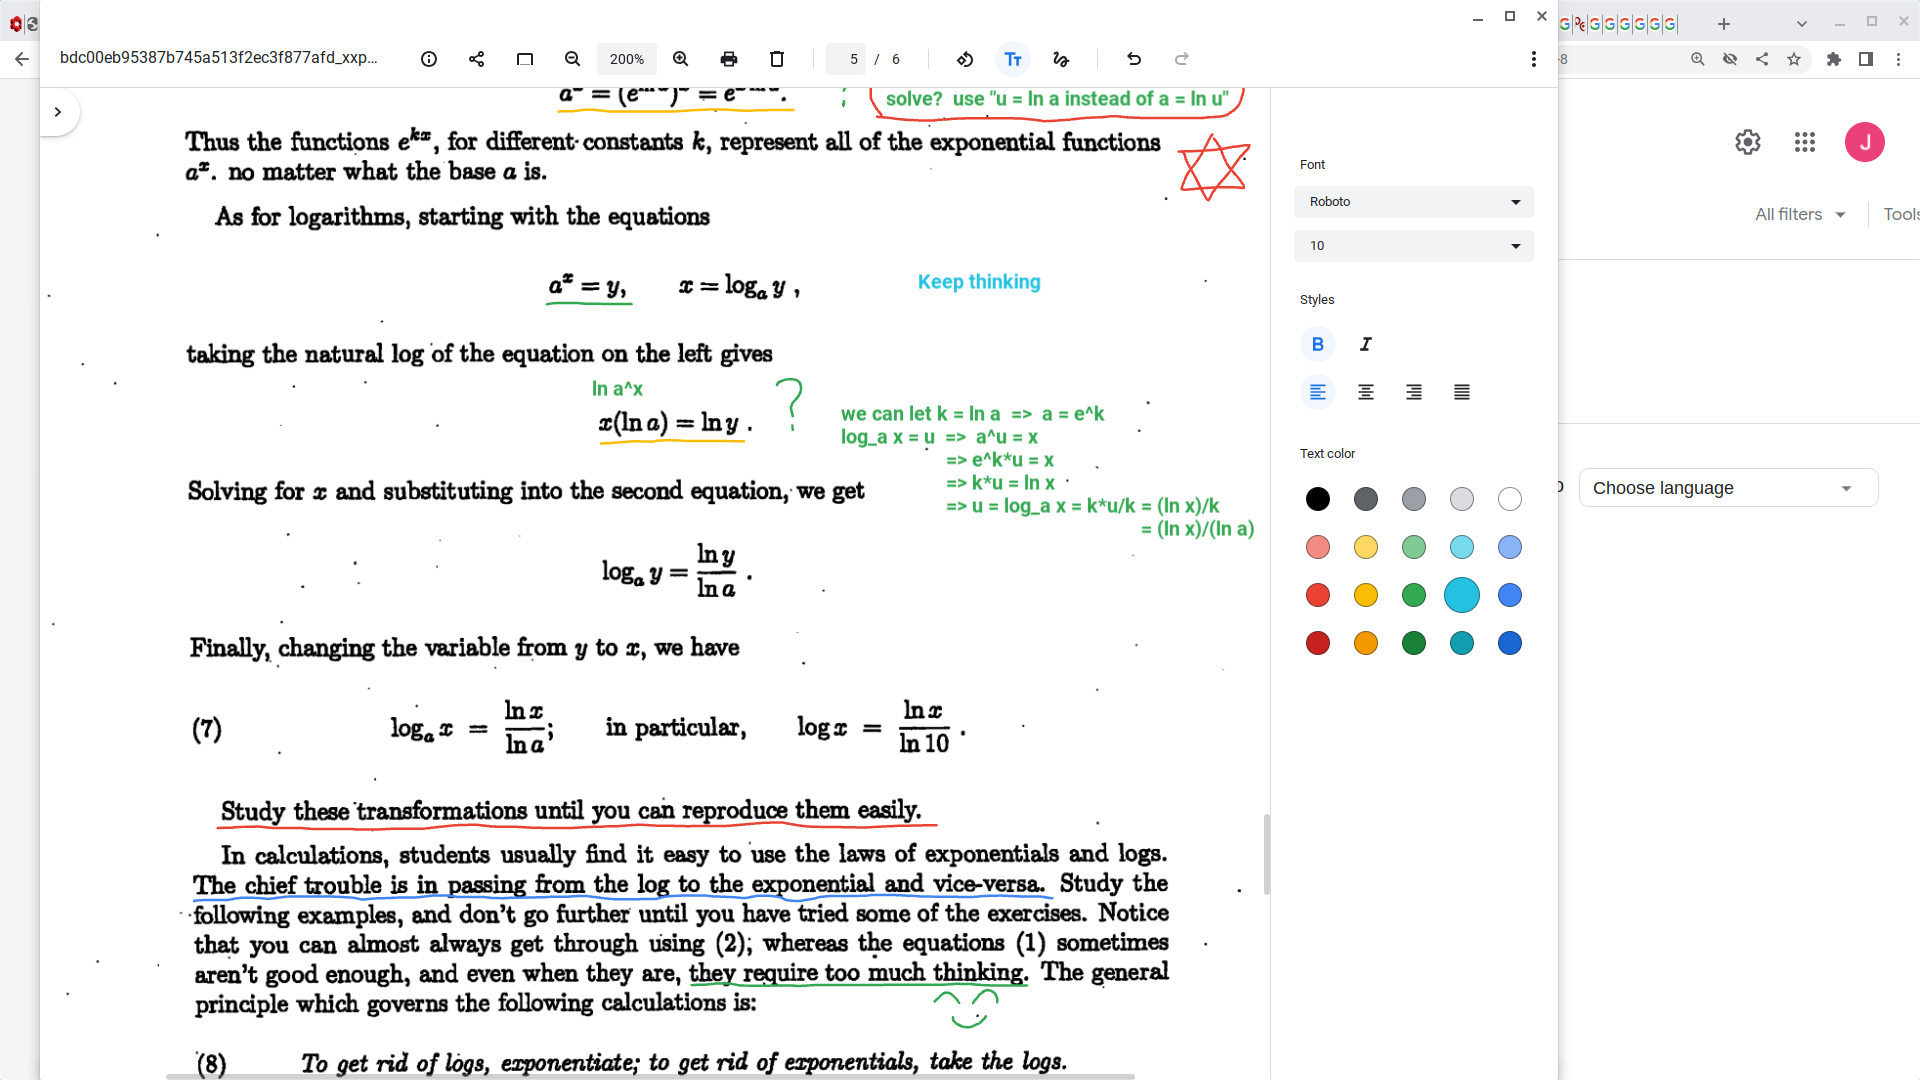 bdc00eb95387b745a513f2ec3f877afd_xxp...
200%
5 / 6
-8
solve? use "u = ln a instead of a = ln u"
Thus the functions e^{kx}, for different constants k, represent all of the exponential functions
a^x. no matter what the base a is.
As for logarithms, starting with the equations
a^x = y, x = log_a y ,
Keep thinking
taking the natural log of the equation on the left gives
ln a^x
x(ln a) = ln y .
?
we can let k = ln a => a = e^k
log_a x = u => a^u = x
=> e^k*u = x
=> k*u = ln x
=> u = log_a x = k*u/k = (ln x)/k
= (ln x)/(ln a)
Solving for x and substituting into the second equation, we get
log_a y = ln y / ln a .
Finally, changing the variable from y to x, we have
(7) log_a x = ln x / ln a ; in particular, log x = ln x / ln 10 .
Study these transformations until you can reproduce them easily.
In calculations, students usually find it easy to use the laws of exponentials and logs.
The chief trouble is in passing from the log to the exponential and vice-versa. Study the
following examples, and don't go further until you have tried some of the exercises. Notice
that you can almost always get through using (2); whereas the equations (1) sometimes
aren't good enough, and even when they are, they require too much thinking. The general
principle which governs the following calculations is:
(8) To get rid of logs, exponentiate; to get rid of exponentials, take the logs.
Font
Roboto
10
Styles
B I
Text color
J
All filters
Tools
Choose language